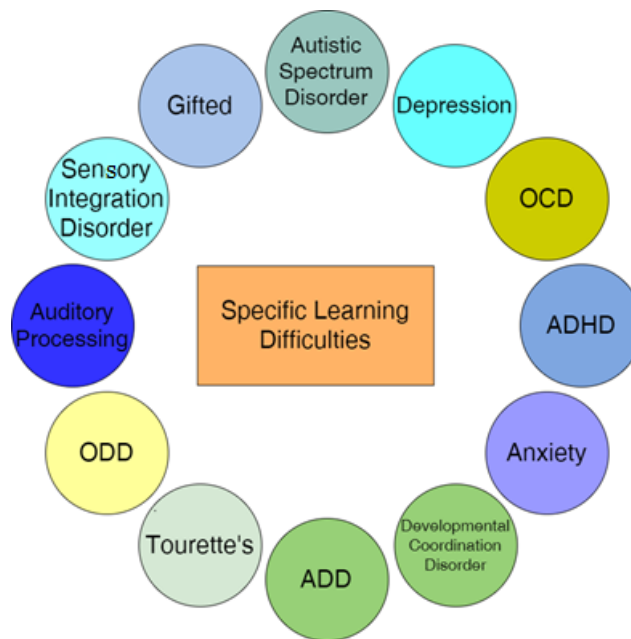 Autistic
Spectrum
Disorder
Depression
OCD
ADHD
Anxiety
Developmental
Coordination
Disorder
ADD
Tourette's
ODD
Auditory
Processing
Sensory
Integration
Disorder
Gifted
Specific Learning
Difficulties